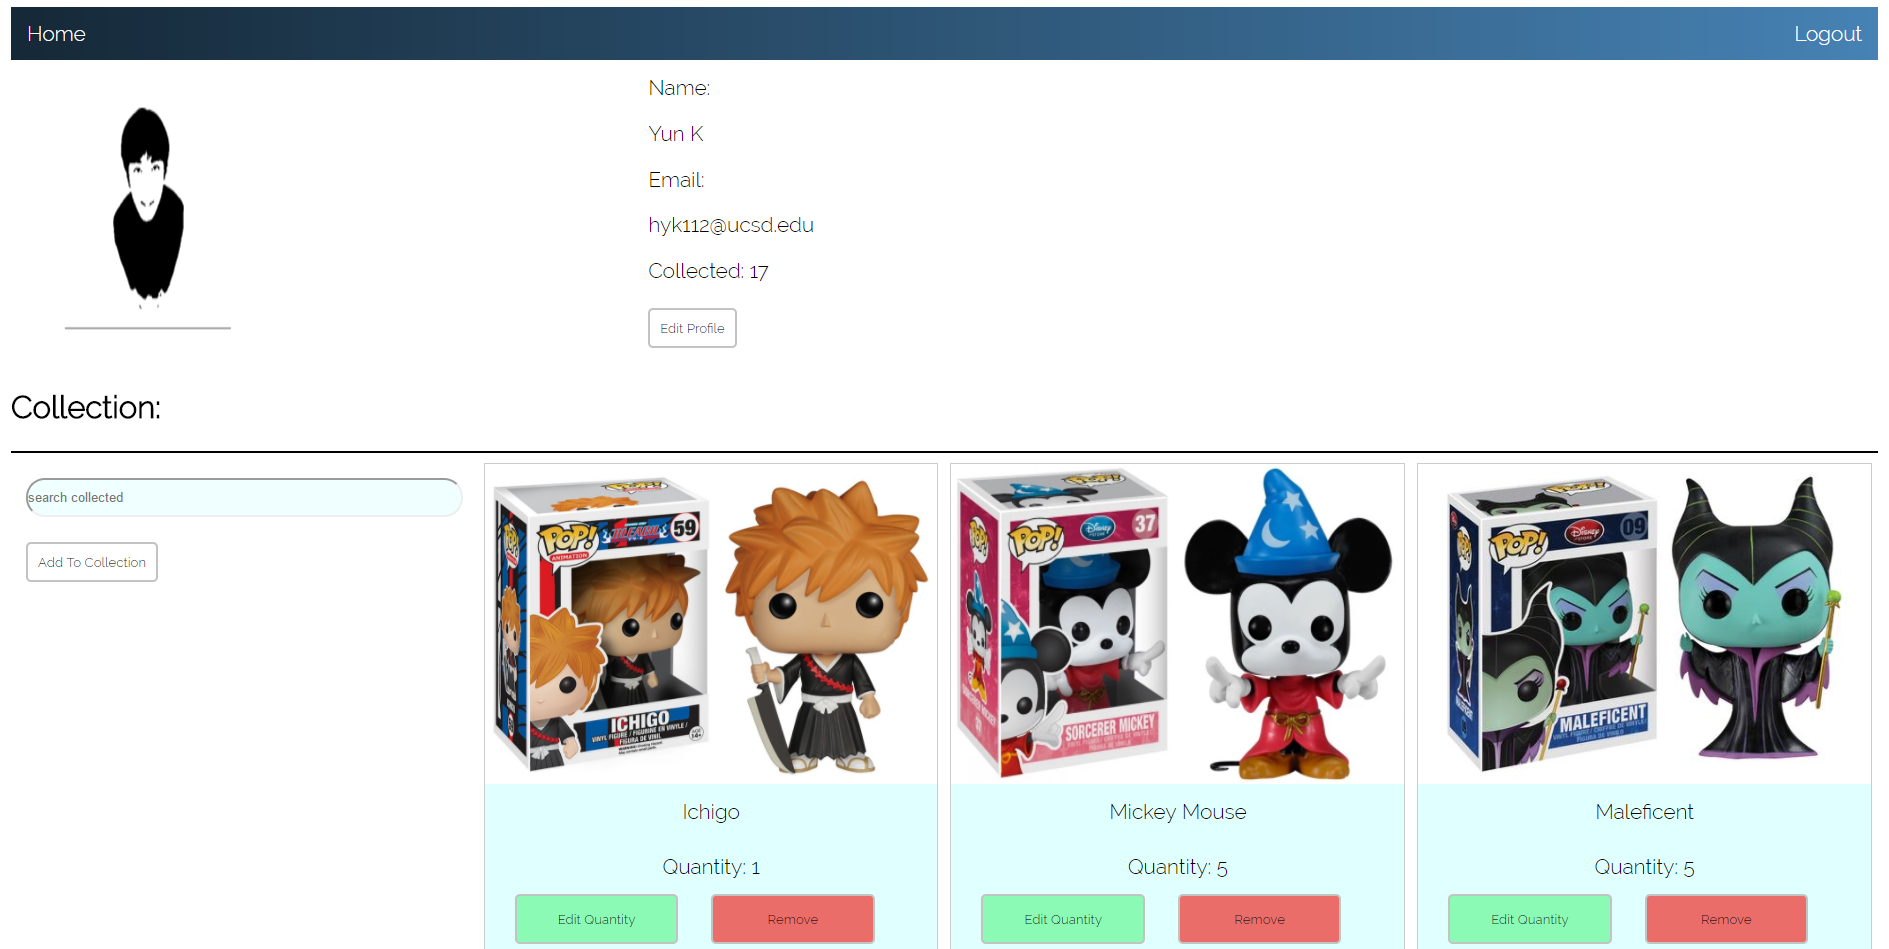 Home
Logout
Name:
Yun K
Email:
hyk112@ucsd.edu
Collected: 17
Edit Profile
Collection:
search collected
Add To Collection
POP!
ANIMATION
BLEACH
59
ICHIGO
VINYL FIGURE / FIGURINE EN VINYLE /
FIGURA DE VINIL
POP!
Disney
STORE
37
SORCERER MICKEY
POP!
Disney
STORE
09
MALEFICENT
Ichigo
Mickey Mouse
Maleficent
Quantity: 1
Quantity: 5
Quantity: 5
Edit Quantity
Remove
Edit Quantity
Remove
Edit Quantity
Remove